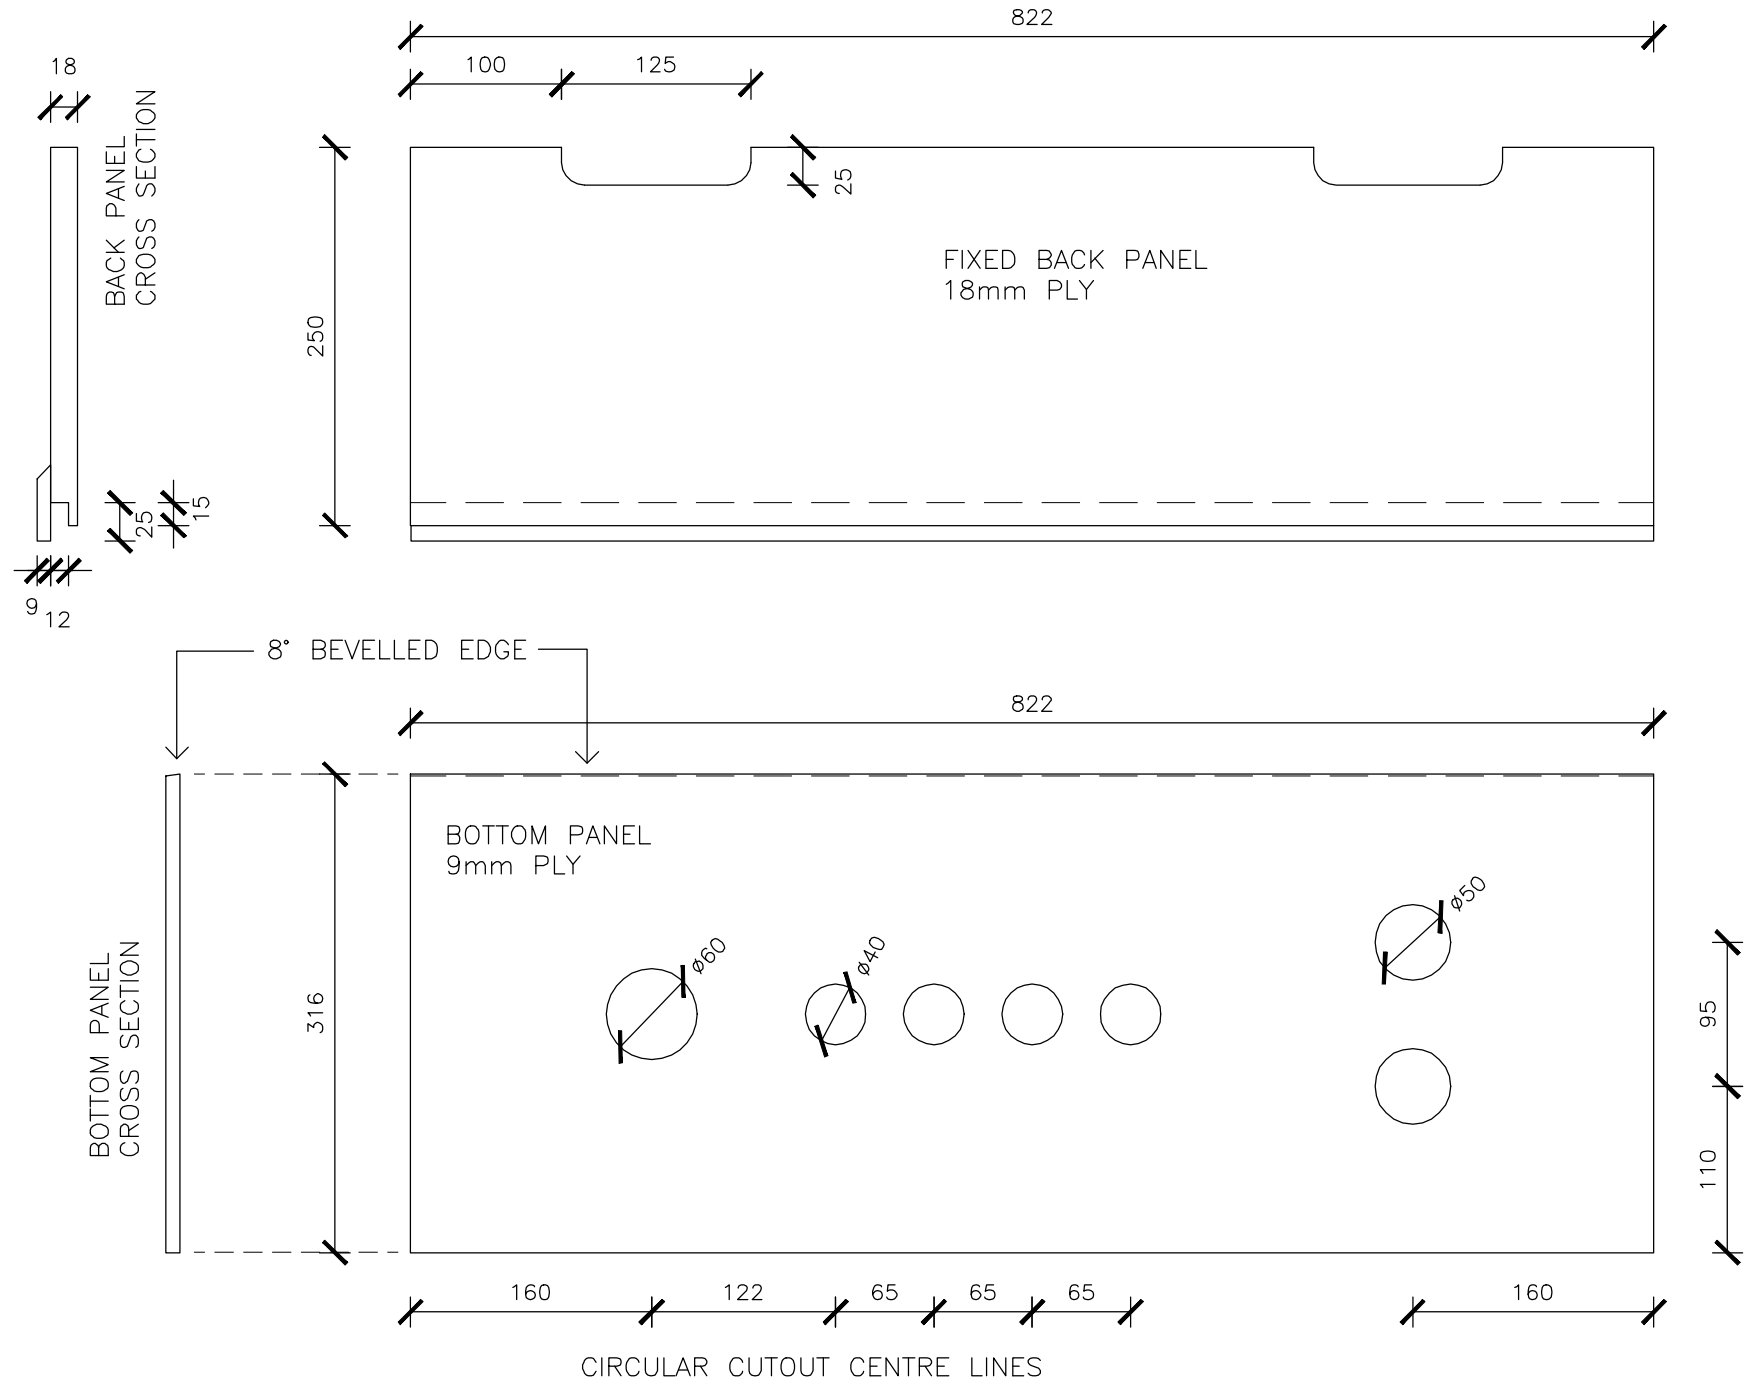 822
100
125
18
BACK PANEL
CROSS SECTION
25
250
FIXED BACK PANEL
18mm PLY
25
15
9
12
8° BEVELLED EDGE
822
BOTTOM PANEL
9mm PLY
BOTTOM PANEL
CROSS SECTION
316
ø60
ø40
ø50
95
110
160
122
65
65
65
160
CIRCULAR CUTOUT CENTRE LINES